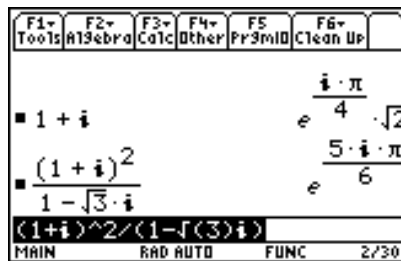 F1▾ F2▾ F3▾ F4▾ F5 F6▾
Tools Algebra Calc Other PrgmIO Clean Up
▪ 1 + i    e^(i·π/4)·√2
▪ (1 + i)²/(1 - √3·i)    e^(5·i·π/6)
(1+i)^2/(1-√(3)i)
MAIN RAD AUTO FUNC 2/30